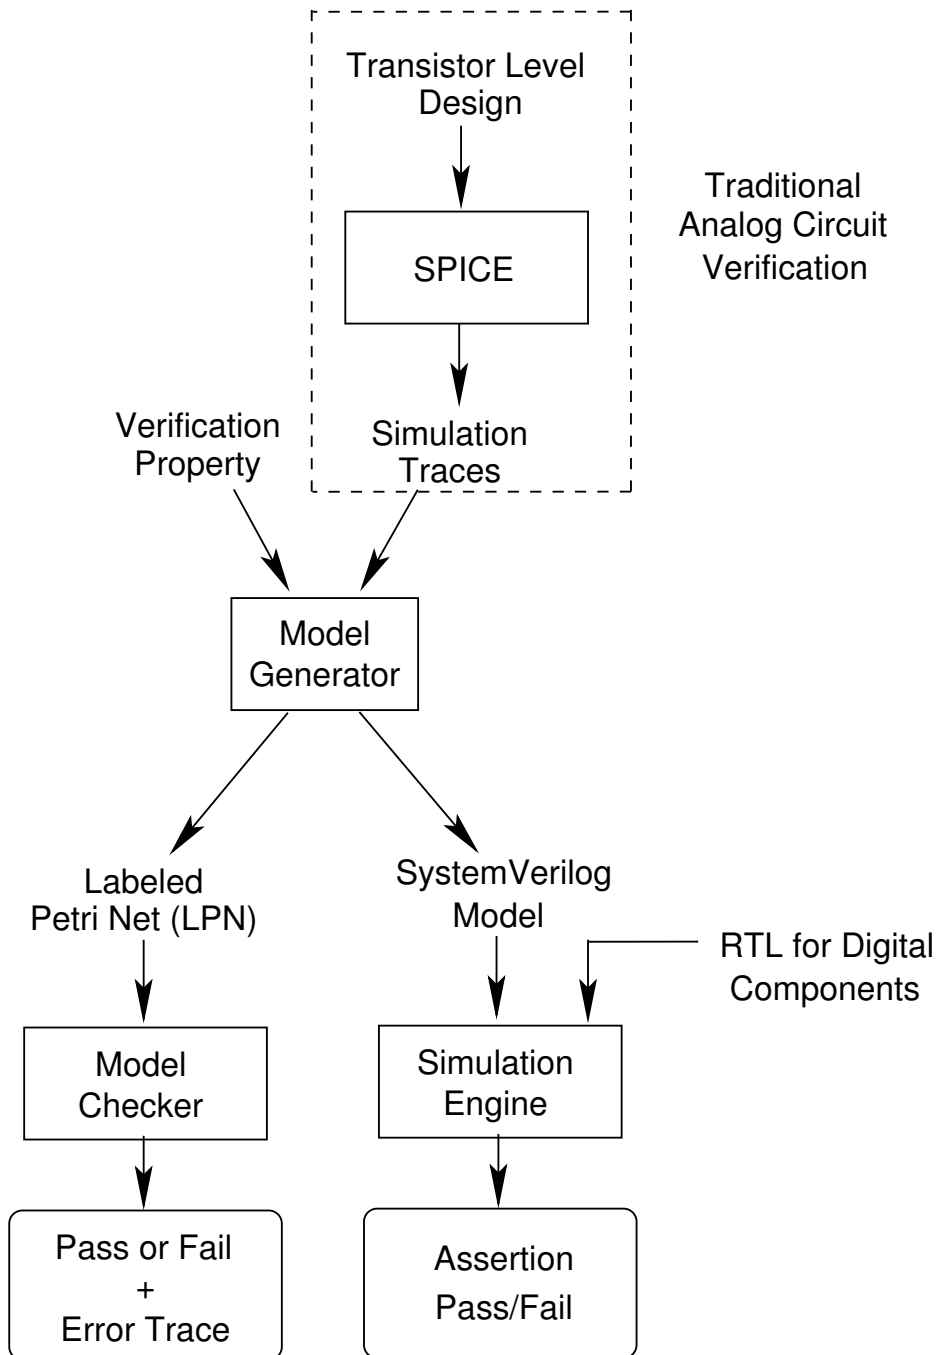 Transistor Level
Design
SPICE
Traditional
Analog Circuit
Verification
Simulation
Traces
Verification
Property
Model
Generator
Labeled
Petri Net (LPN)
SystemVerilog
Model
RTL for Digital
Components
Model
Checker
Simulation
Engine
Pass or Fail
+
Error Trace
Assertion
Pass/Fail